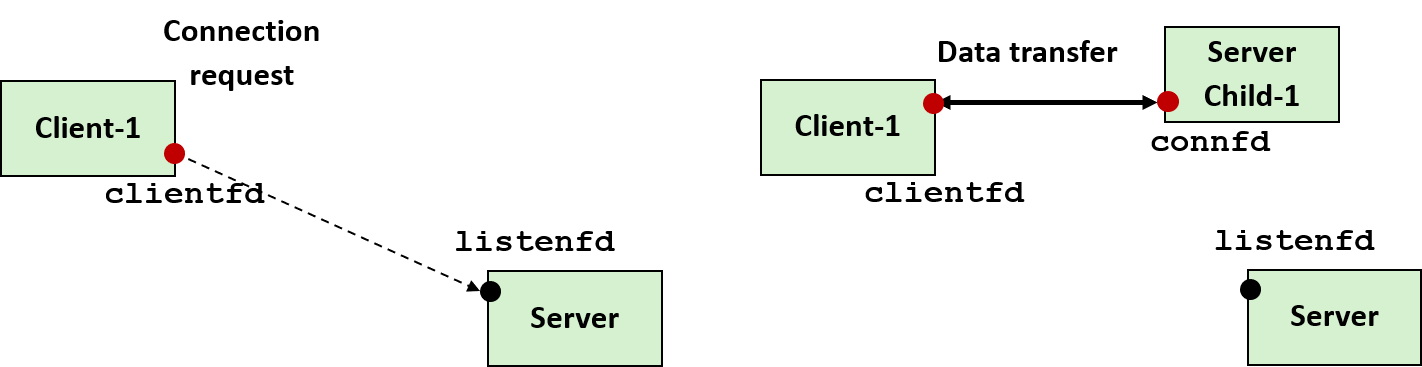 Connection
request
Client-1
clientfd
listenfd
Server
Data transfer
Server
Child-1
Client-1
connfd
clientfd
listenfd
Server